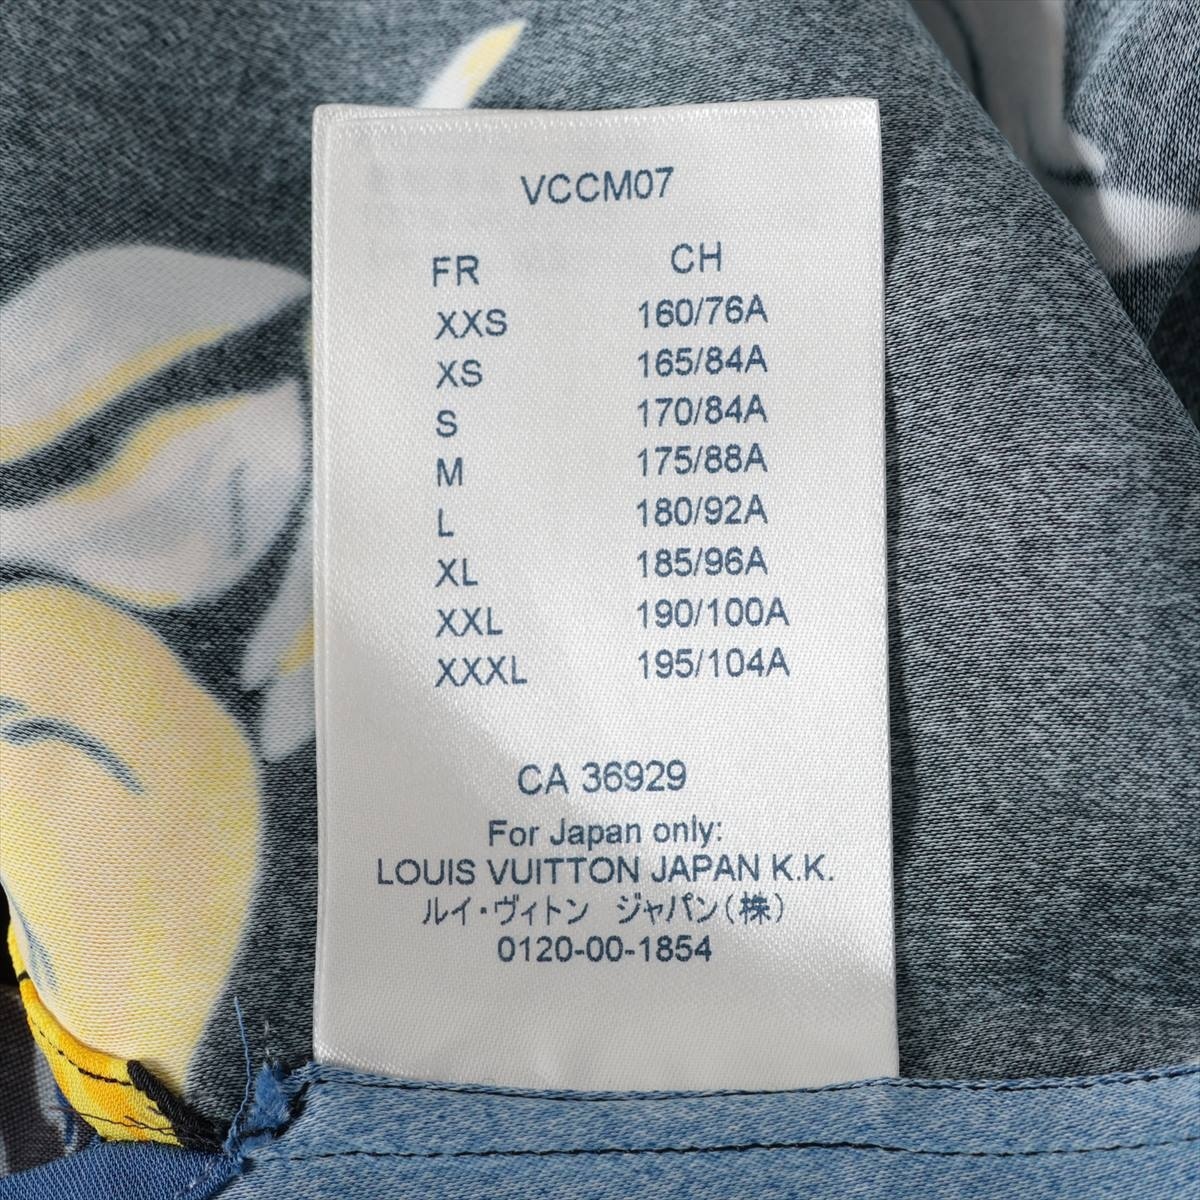 VCCM07
FR CH
XXS 160/76A
XS 165/84A
S 170/84A
M 175/88A
L 180/92A
XL 185/96A
XXL 190/100A
XXXL 195/104A
CA 36929
For Japan only:
LOUIS VUITTON JAPAN K.K.
ルイ・ヴィトン ジャパン(株)
0120-00-1854